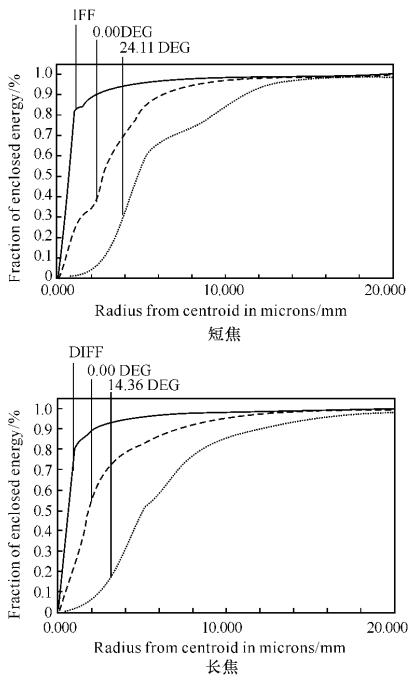 IFF
0.00DEG
24.11 DEG
Fraction of enclosed energy/%
1.0
0.9
0.8
0.7
0.6
0.5
0.4
0.3
0.2
0.1
0
0.000
10.000
20.000
Radius from centroid in microns/mm
短焦
DIFF
0.00 DEG
14.36 DEG
Fraction of enclosed energy/%
1.0
0.9
0.8
0.7
0.6
0.5
0.4
0.3
0.2
0.1
0
0.000
10.000
20.000
Radius from centroid in microns/mm
长焦